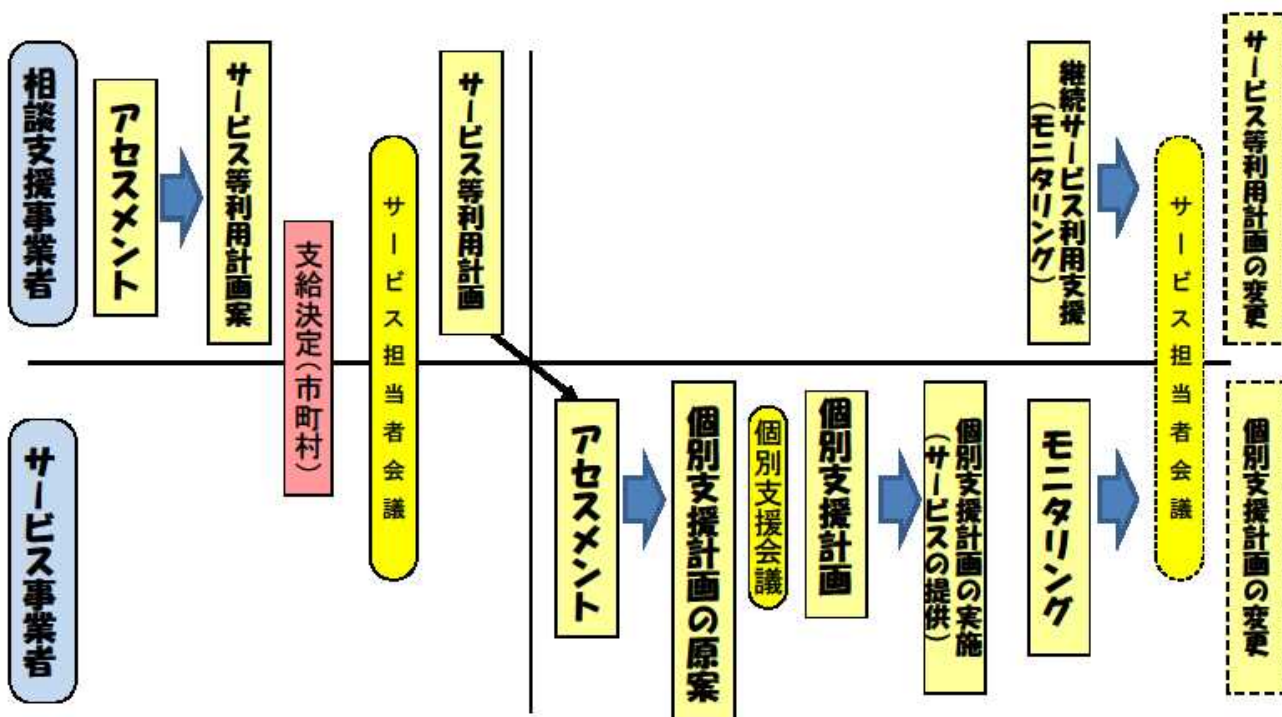 相談支援事業者
アセスメント
サービス等利用計画案
支給決定(市町村)
サービス担当者会議
サービス等利用計画
継続サービス利用支援
(モニタリング)
サービス担当者会議
サービス等利用計画の変更
サービス事業者
アセスメント
個別支援計画の原案
個別支援会議
個別支援計画
個別支援計画の実施
(サービスの提供)
モニタリング
個別支援計画の変更